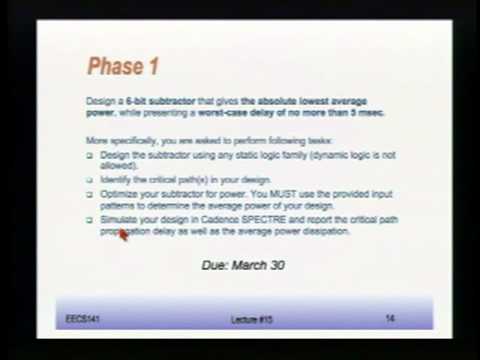 Phase 1
Design a 6-bit subtractor that gives the absolute lowest average
power, while presenting a worst-case delay of no more than 5 nsec.
More specifically, you are asked to perform following tasks:
Design the subtractor using any static logic family (dynamic logic is not
allowed).
Identify the critical path(s) in your design.
Optimize your subtractor for power. You MUST use the provided input
patterns to determine the average power of your design.
Simulate your design in Cadence SPECTRE and report the critical path
propagation delay as well as the average power dissipation.
Due: March 30
EECS141 Lecture #15 14